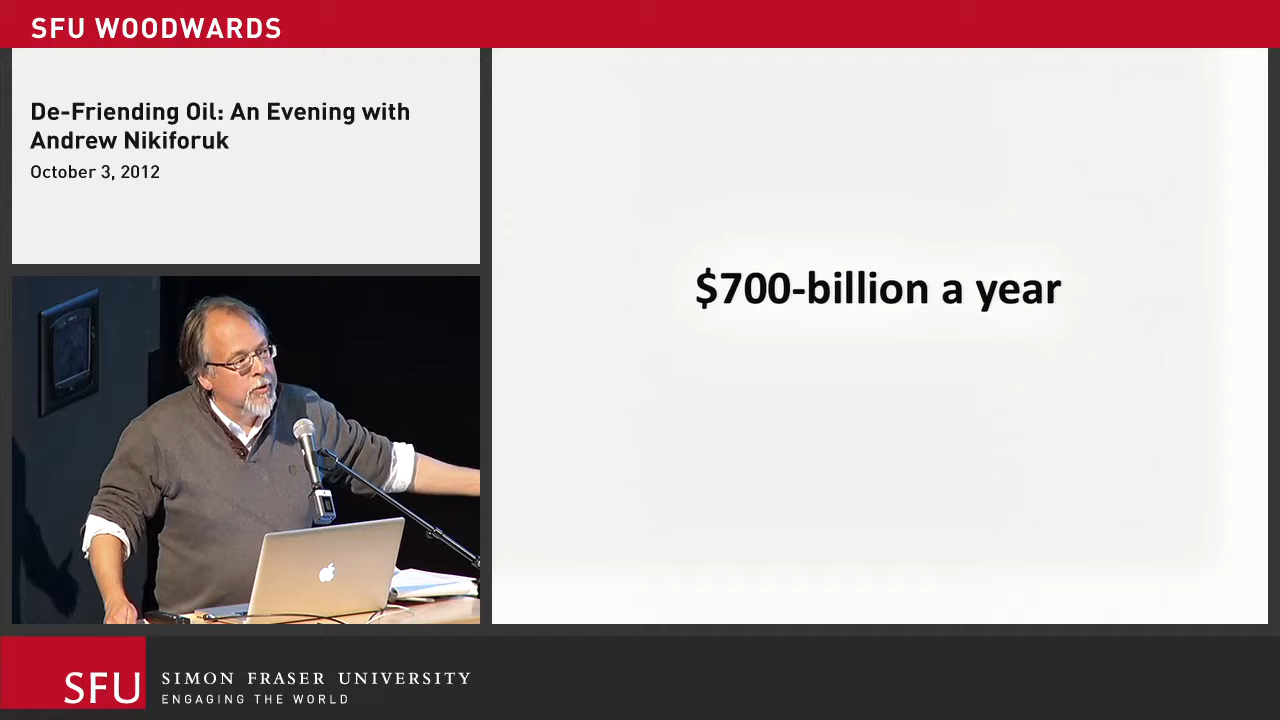 SFU WOODWARDS
De-Friending Oil: An Evening with
Andrew Nikiforuk
October 3, 2012
$700-billion a year
SFU
SIMON FRASER UNIVERSITY
ENGAGING THE WORLD